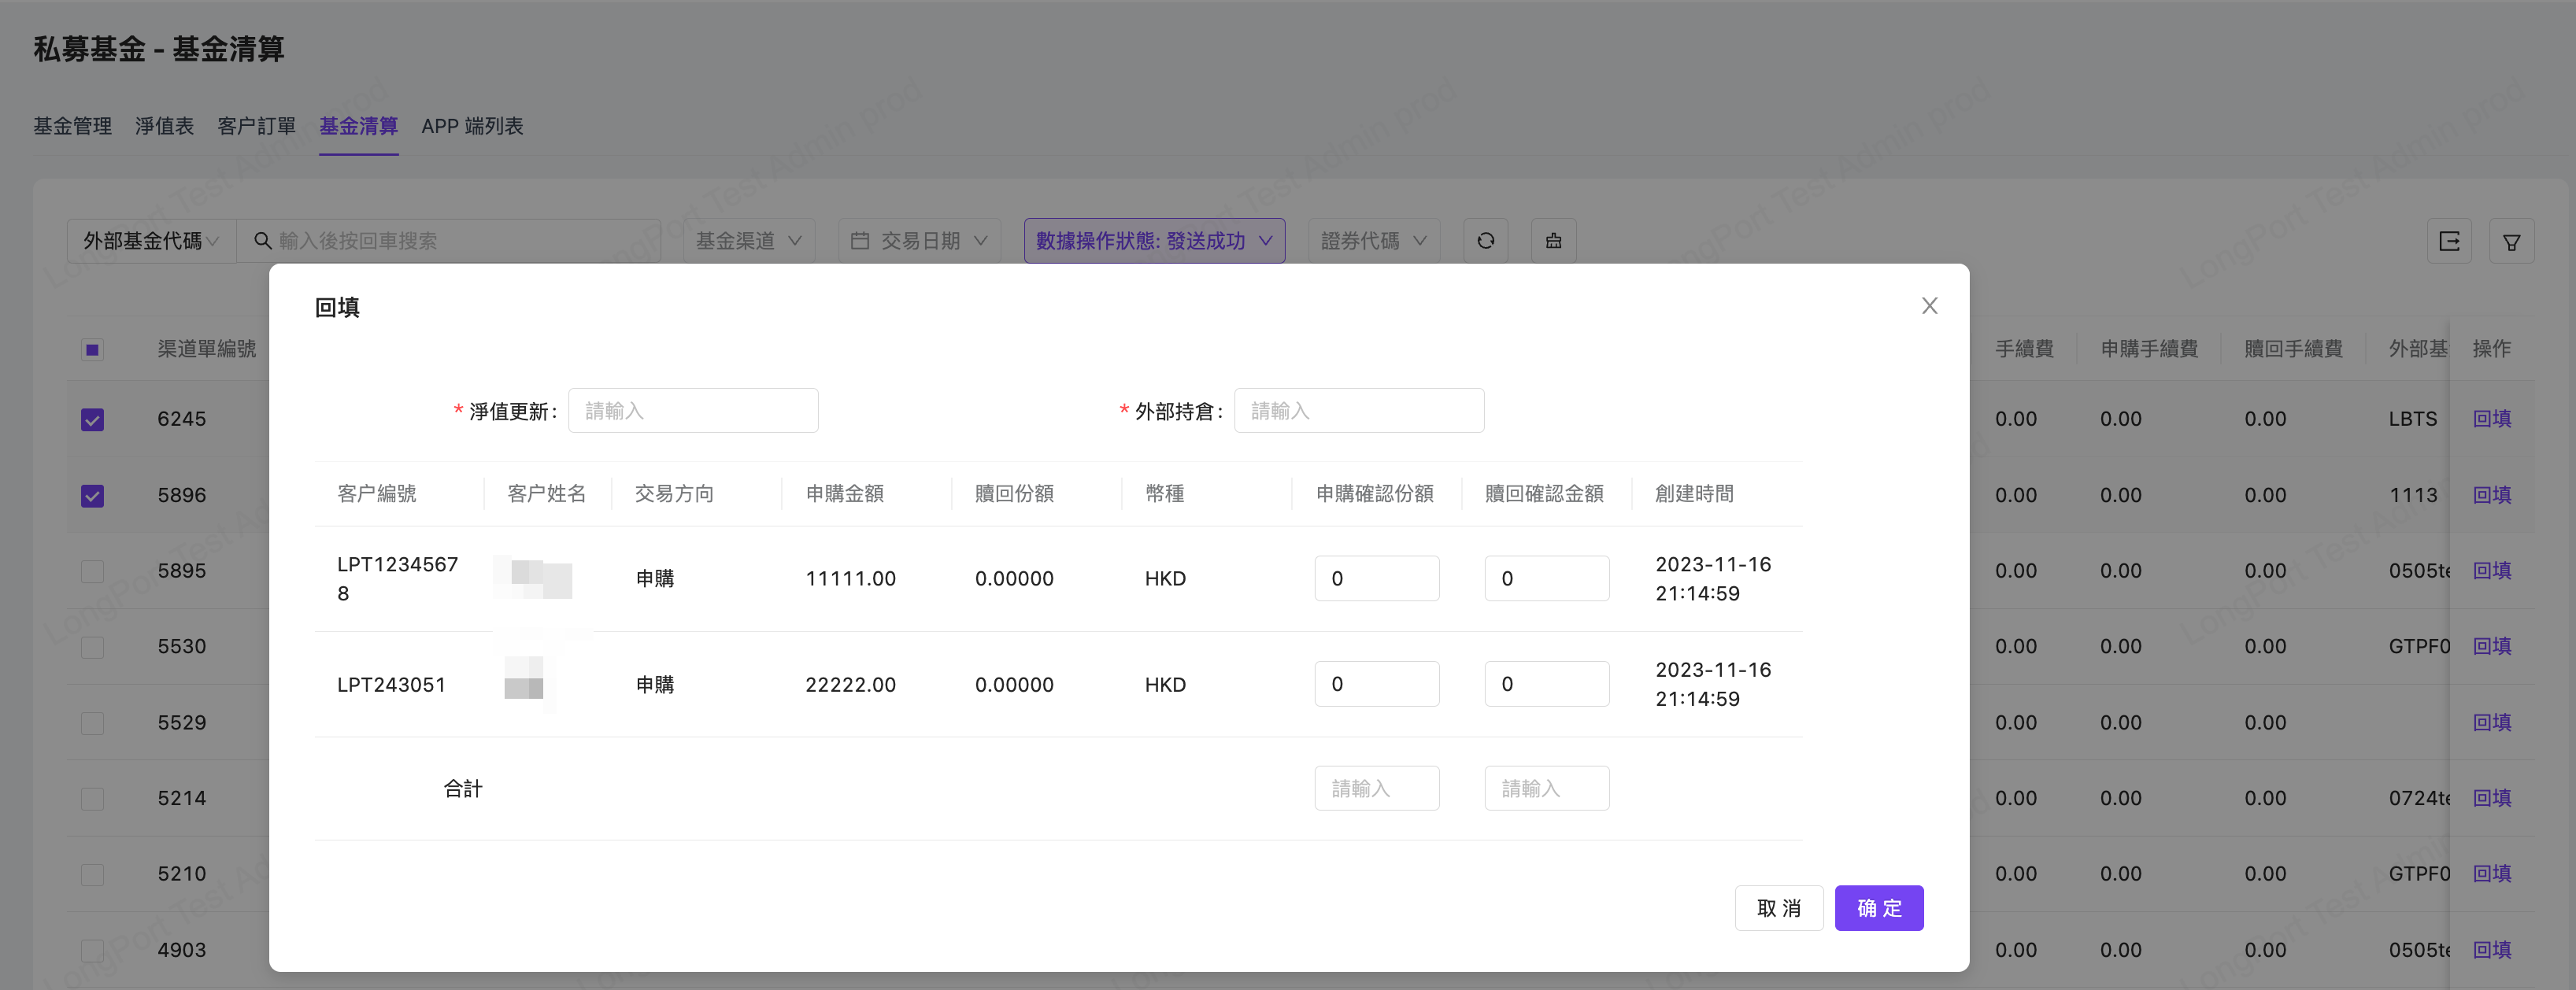 私募基金 - 基金清算
基金管理 淨值表 客户訂單 基金清算 APP 端列表
外部基金代碼 輸入後按回車搜索 基金渠道 交易日期 數據操作狀態: 發送成功 證券代碼
渠道單編號 手續費 申購手續費 贖回手續費 外部基 操作
6245 0.00 0.00 0.00 LBTS 回填
5896 0.00 0.00 0.00 1113 回填
5895 0.00 0.00 0.00 0505te 回填
5530 0.00 0.00 0.00 GTPF0 回填
5529 0.00 0.00 0.00 回填
5214 0.00 0.00 0.00 0724te 回填
5210 0.00 0.00 0.00 GTPF0 回填
4903 0.00 0.00 0.00 0505te 回填
回填
* 淨值更新: 請輸入 * 外部持倉: 請輸入
客户編號 客户姓名 交易方向 申購金額 贖回份額 幣種 申購確認份額 贖回確認金額 創建時間
LPT1234567
8 申購 11111.00 0.00000 HKD 0 0 2023-11-16
21:14:59
LPT243051 申購 22222.00 0.00000 HKD 0 0 2023-11-16
21:14:59
合計 請輸入 請輸入
取 消 确 定
LongPort Test Admin prod